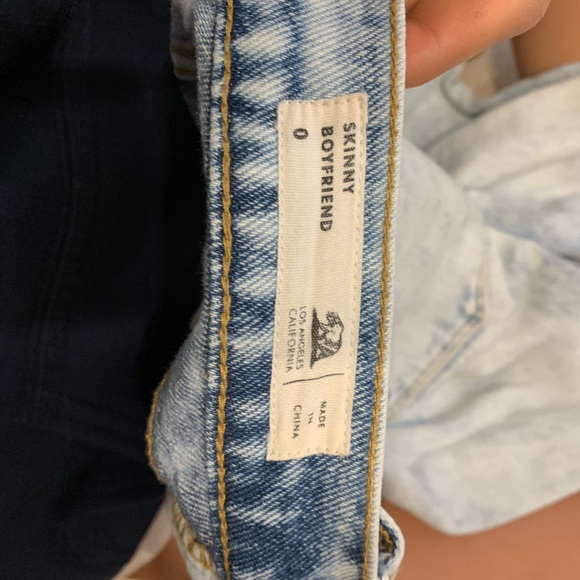 SKINNY
BOYFRIEND
0
LOS ANGELES
CALIFORNIA
MADE
IN
CHINA